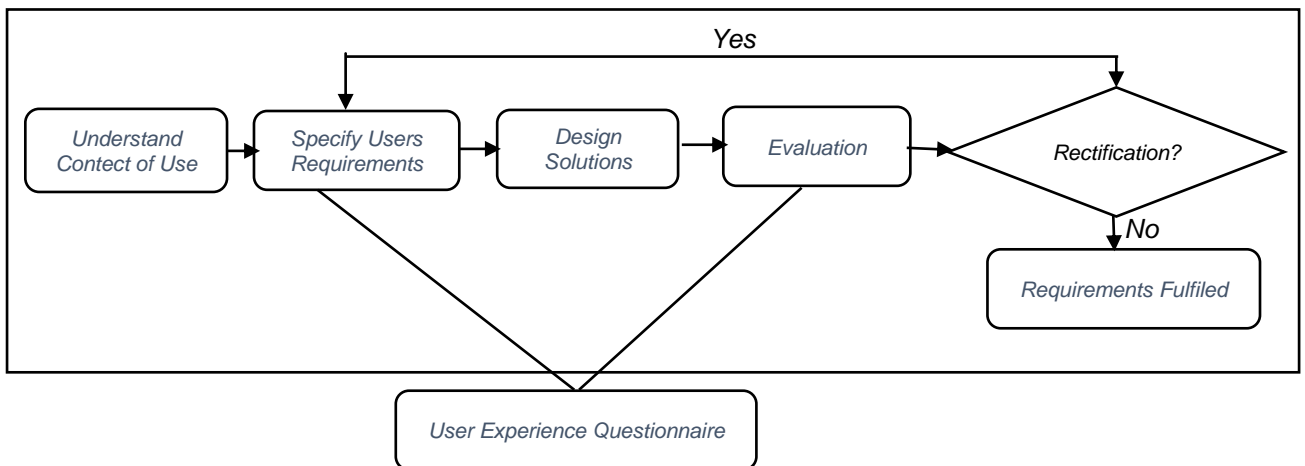 Yes
Understand
Contect of Use
Specify Users
Requirements
Design
Solutions
Evaluation
Rectification?
No
Requirements Fulfiled
User Experience Questionnaire